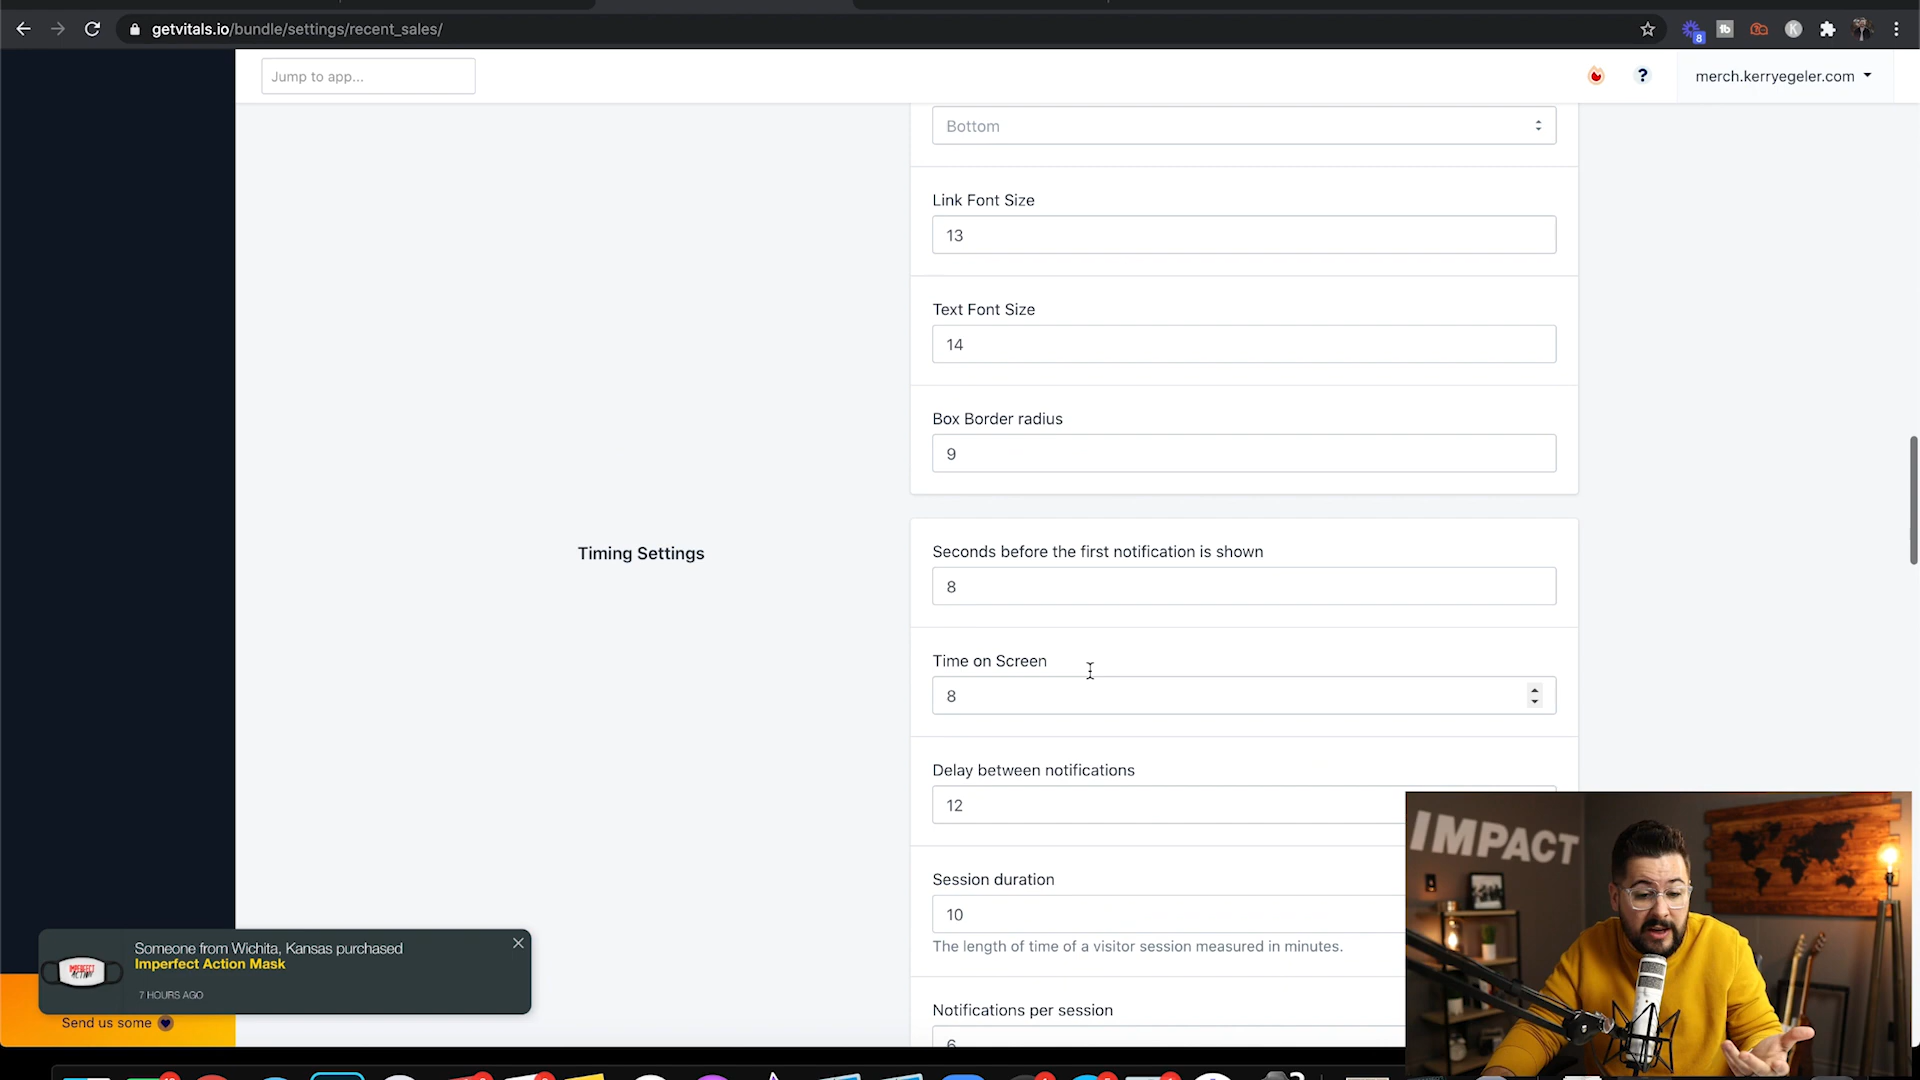 getvitals.io/bundle/settings/recent_sales/
8
tb
K
Jump to app...
?
merch.kerryegeler.com
Bottom
Link Font Size
13
Text Font Size
14
Box Border radius
9
Timing Settings
Seconds before the first notification is shown
8
Time on Screen
8
Delay between notifications
12
Session duration
10
The length of time of a visitor session measured in minutes.
Notifications per session
6
Someone from Wichita, Kansas purchased
Imperfect Action Mask
7 HOURS AGO
Send us some
IMPACT